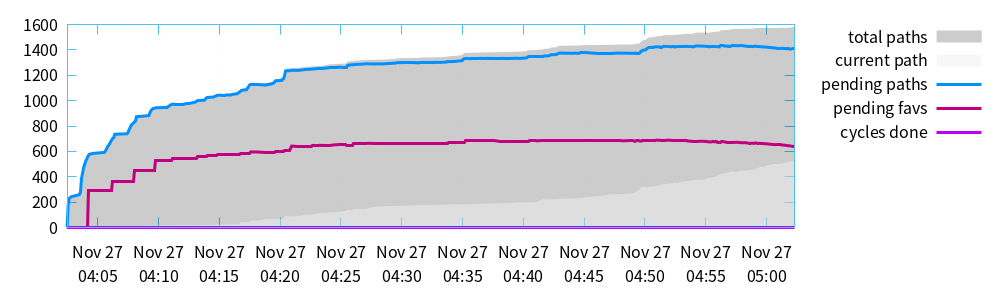 1600
1400
1200
1000
800
600
400
200
0
Nov 27 Nov 27 Nov 27 Nov 27 Nov 27 Nov 27 Nov 27 Nov 27 Nov 27 Nov 27 Nov 27 Nov 27
04:05 04:10 04:15 04:20 04:25 04:30 04:35 04:40 04:45 04:50 04:55 05:00
total paths
current path
pending paths
pending favs
cycles done